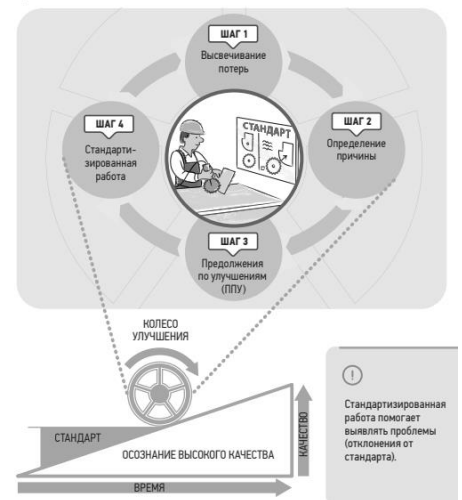 ШАГ 1
Высвечивание
потерь
ШАГ 4
Стандарти-
зированная
работа
СТАНДАРТ
ШАГ 2
Определение
причины
ШАГ 3
Предолжения
по улучшениям
(ППУ)
КОЛЕСО
УЛУЧШЕНИЯ
СТАНДАРТ
ОСОЗНАНИЕ ВЫСОКОГО КАЧЕСТВА
КАЧЕСТВО
ВРЕМЯ
!
Стандартизированная
работа помогает
выявлять проблемы
(отклонения от
стандарта).